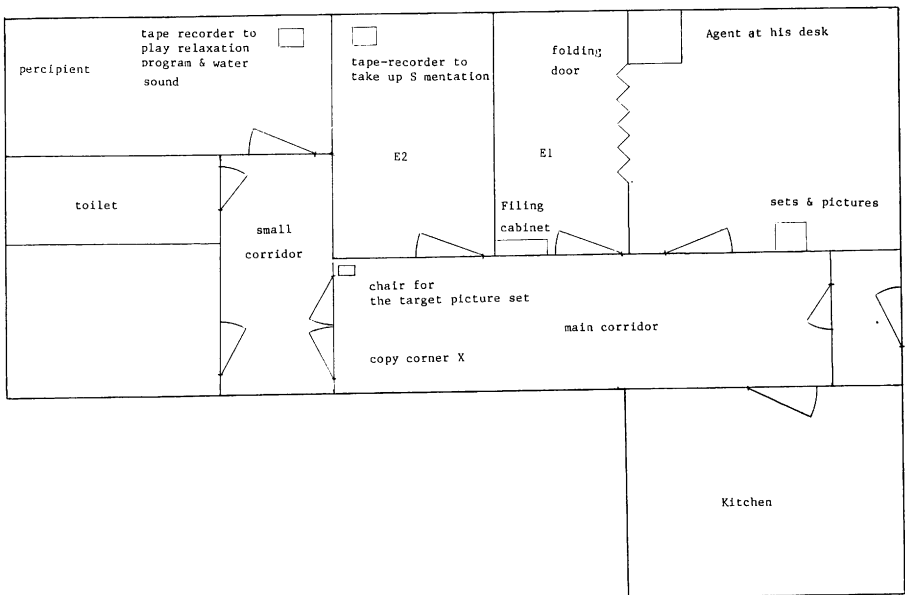 tape recorder to
play relaxation
program & water
sound
percipient
tape-recorder to
take up S mentation
folding
door
Agent at his desk
E2
E1
toilet
small
corridor
Filing
cabinet
sets & pictures
chair for
the target picture set
main corridor
copy corner X
Kitchen